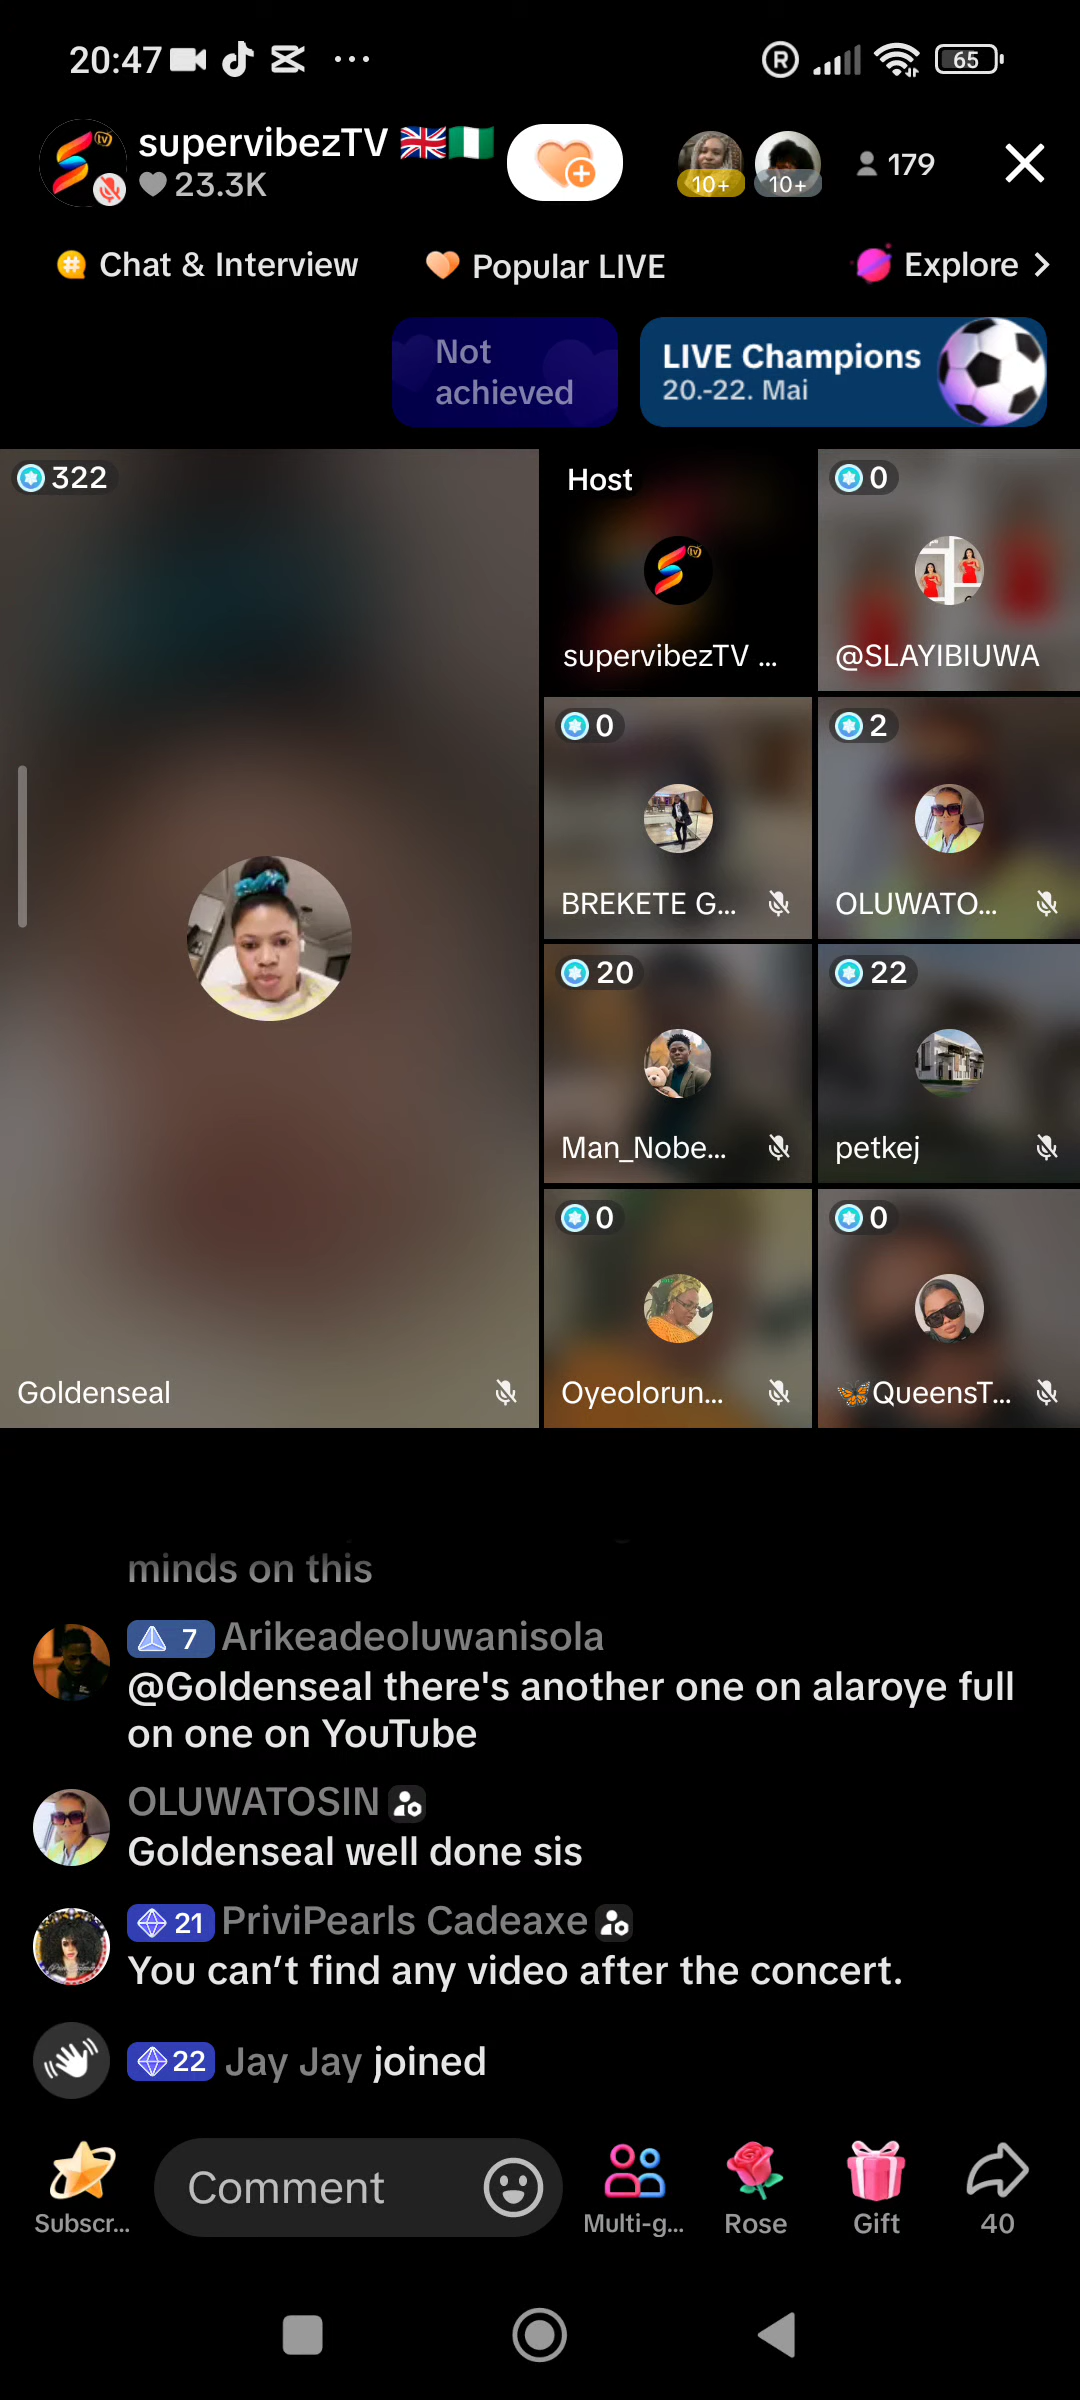 20:47
R
65
supervibezTV 🇬🇧🇳🇬
23.3K
10+
10+
179
Chat & Interview
Popular LIVE
Explore
Not
achieved
LIVE Champions
20.-22. Mai
322
Host
0
supervibezTV ...
@SLAYIBIUWA
0
2
BREKETE G...
OLUWATO...
20
22
Man_Nobe...
petkej
0
0
Goldenseal
Oyeolorun...
🦋QueensT...
minds on this
7 Arikeadeoluwanisola
@Goldenseal there's another one on alaroye full
on one on YouTube
OLUWATOSIN
Goldenseal well done sis
21 PriviPearls Cadeaxe
You can’t find any video after the concert.
22 Jay Jay joined
Comment
Subscr...
Multi-g...
Rose
Gift
40